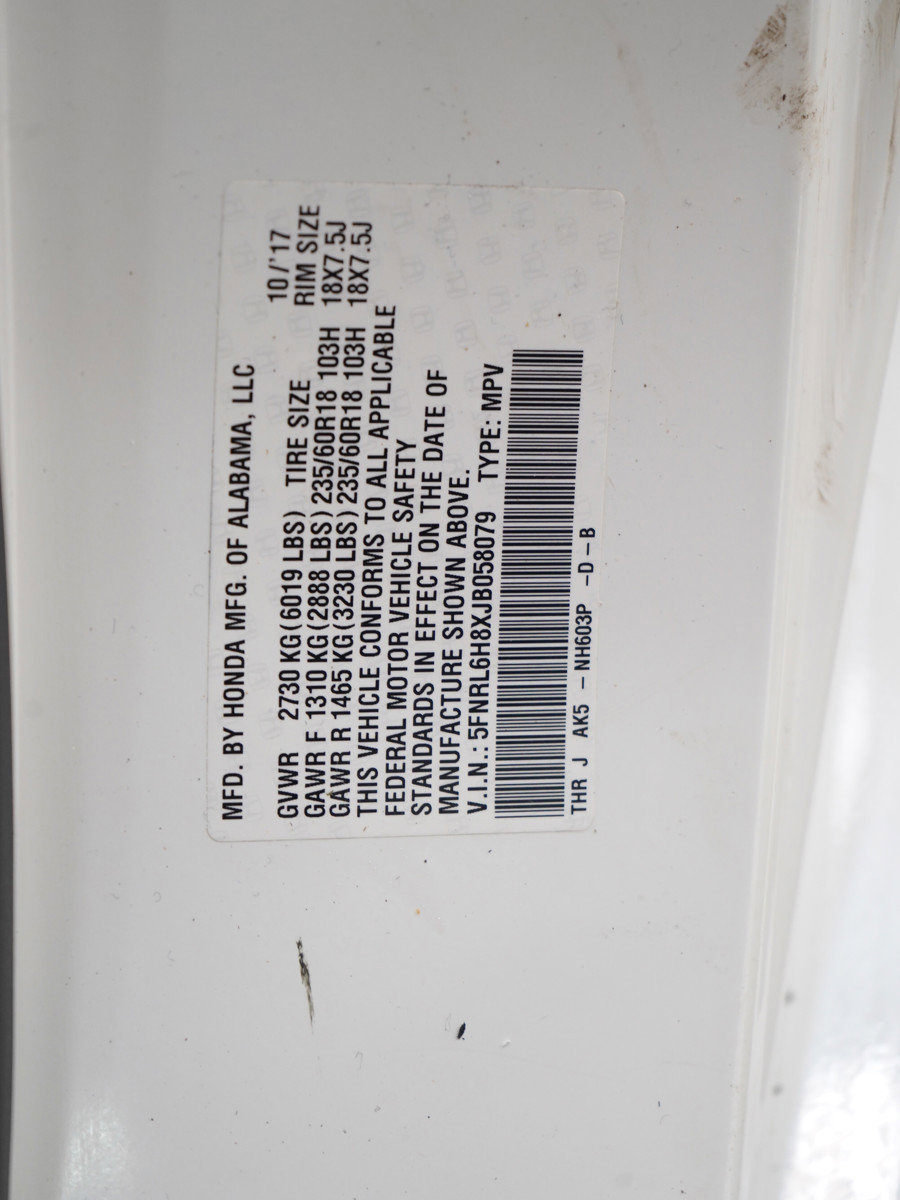 MFD. BY HONDA MFG. OF ALABAMA, LLC
10/'17
GVWR 2730 KG(6019 LBS) TIRE SIZE RIM SIZE
GAWR F 1310 KG(2888 LBS)235/60R18 103H 18X7.5J
GAWR R 1465 KG(3230 LBS)235/60R18 103H 18X7.5J
THIS VEHICLE CONFORMS TO ALL APPLICABLE
FEDERAL MOTOR VEHICLE SAFETY
STANDARDS IN EFFECT ON THE DATE OF
MANUFACTURE SHOWN ABOVE.
V.I.N.: 5FNRL6H8XJB058079 TYPE: MPV
THR J AK5 - NH603P -D-B